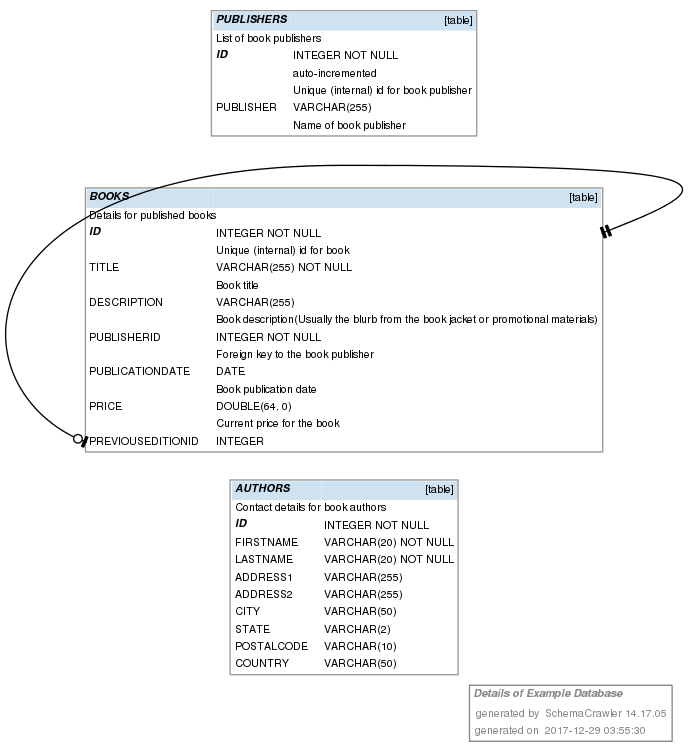 PUBLISHERS [table]
List of book publishers
ID INTEGER NOT NULL
auto-incremented
Unique (internal) id for book publisher
PUBLISHER VARCHAR(255)
Name of book publisher
BOOKS [table]
Details for published books
ID INTEGER NOT NULL
Unique (internal) id for book
TITLE VARCHAR(255) NOT NULL
Book title
DESCRIPTION VARCHAR(255)
Book description(Usually the blurb from the book jacket or promotional materials)
PUBLISHERID INTEGER NOT NULL
Foreign key to the book publisher
PUBLICATIONDATE DATE
Book publication date
PRICE DOUBLE(64, 0)
Current price for the book
PREVIOUSEDITIONID INTEGER
AUTHORS [table]
Contact details for book authors
ID INTEGER NOT NULL
FIRSTNAME VARCHAR(20) NOT NULL
LASTNAME VARCHAR(20) NOT NULL
ADDRESS1 VARCHAR(255)
ADDRESS2 VARCHAR(255)
CITY VARCHAR(50)
STATE VARCHAR(2)
POSTALCODE VARCHAR(10)
COUNTRY VARCHAR(50)
Details of Example Database
generated by SchemaCrawler 14.17.05
generated on 2017-12-29 03:55:30